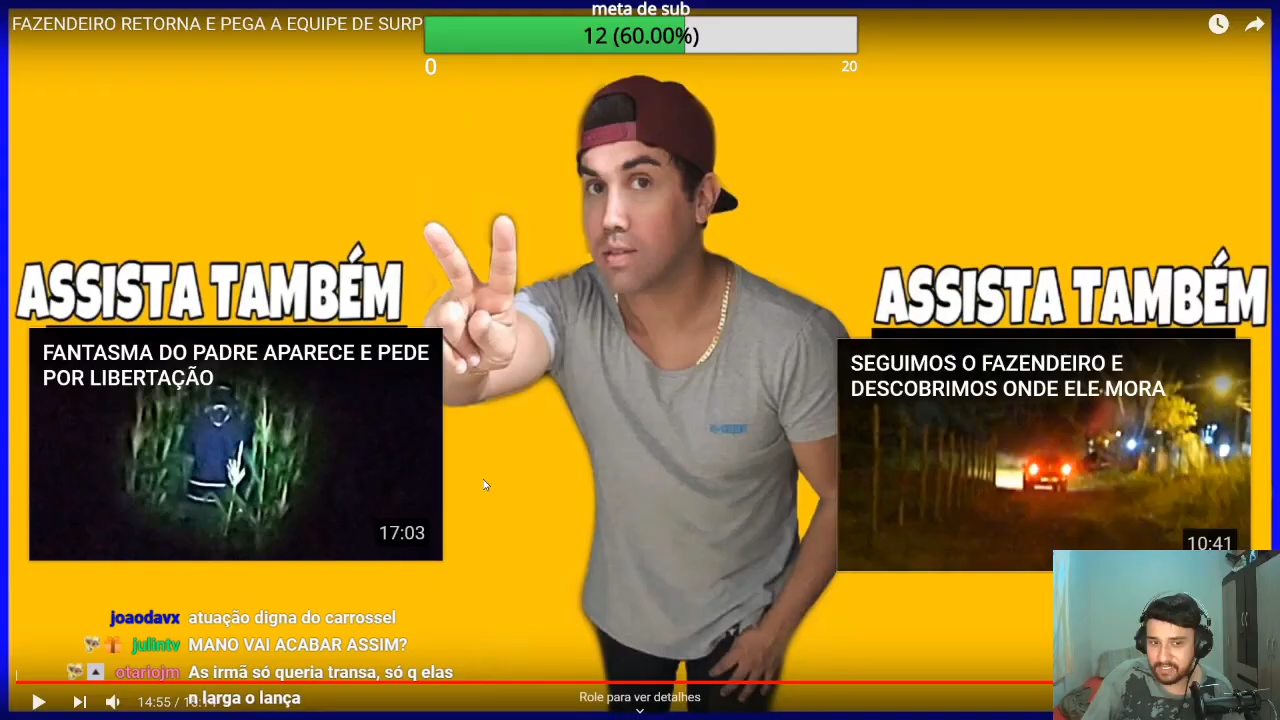 meta de sub
FAZENDEIRO RETORNA E PEGA A EQUIPE DE SURP
12 (60.00%)
0
20
ASSISTA TAMBÉM
FANTASMA DO PADRE APARECE E PEDE
POR LIBERTAÇÃO
17:03
ASSISTA TAMBÉM
SEGUIMOS O FAZENDEIRO E
DESCOBRIMOS ONDE ELE MORA
10:41
joaodavx atuação digna do carrossel
julintv MANO VAI ACABAR ASSIM?
otariojm As irmã só queria transa, só q elas
n larga o lança
14:55 /
Role para ver detalhes